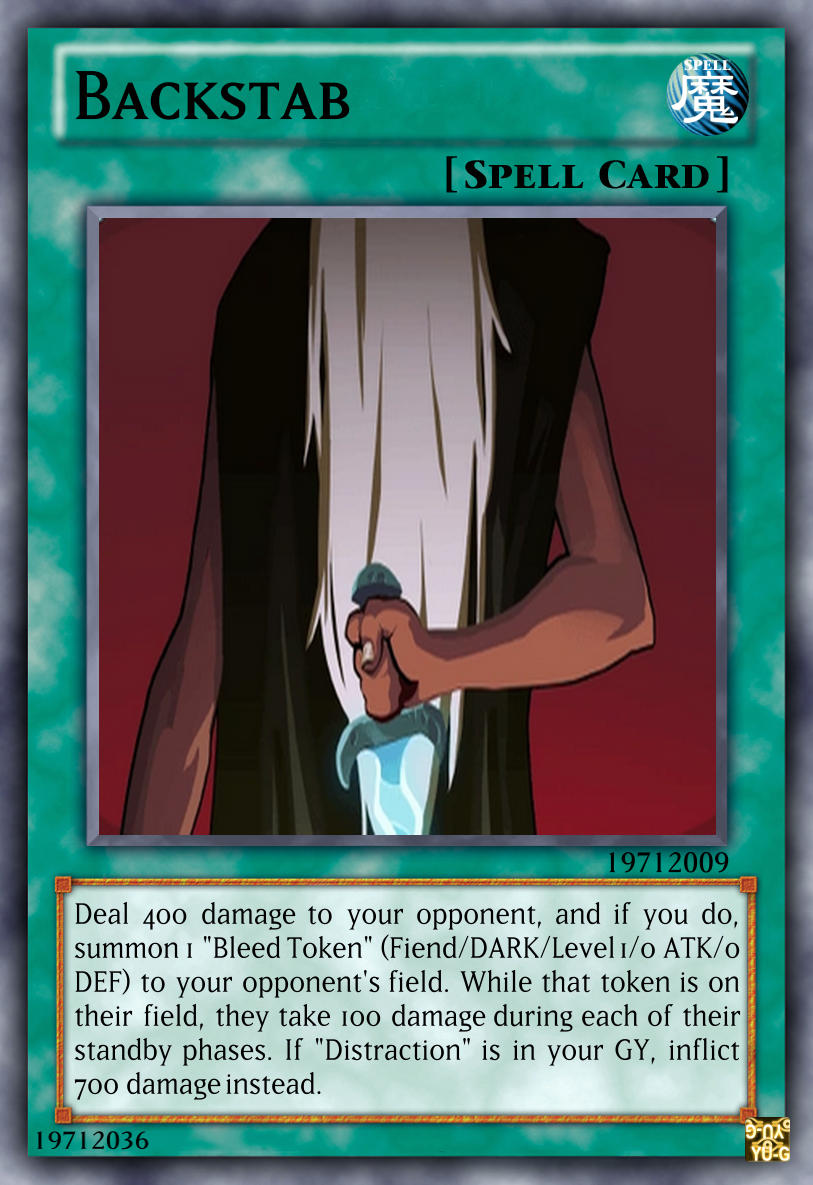 Backstab
SPELL
魔
[Spell Card]
19712009
Deal 400 damage to your opponent, and if you do,
summon 1 "Bleed Token" (Fiend/DARK/Level 1/0 ATK/0
DEF) to your opponent's field. While that token is on
their field, they take 100 damage during each of their
standby phases. If "Distraction" is in your GY, inflict
700 damage instead.
19712036
YU-G